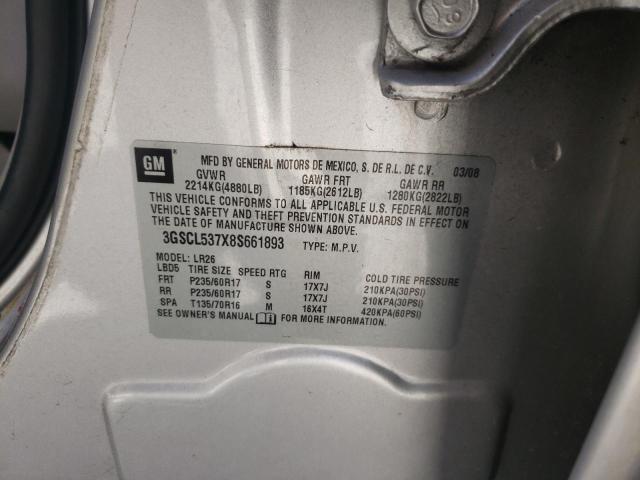 GM
MFD BY GENERAL MOTORS DE MEXICO, S. DE R.L. DE C.V. 03/08
GVWR GAWR FRT GAWR RR
2214KG(4880LB) 1185KG(2612LB) 1280KG(2822LB)
THIS VEHICLE CONFORMS TO ALL APPLICABLE U.S. FEDERAL MOTOR
VEHICLE SAFETY AND THEFT PREVENTION STANDARDS IN EFFECT ON
THE DATE OF MANUFACTURE SHOWN ABOVE.
3GSCL537X8S661893 TYPE: M.P.V.
MODEL: LR26
LBD5 TIRE SIZE SPEED RTG RIM COLD TIRE PRESSURE
FRT P235/60R17 S 17X7J 210KPA(30PSI)
RR P235/60R17 S 17X7J 210KPA(30PSI)
SPA T135/70R16 M 16X4T 420KPA(60PSI)
SEE OWNER'S MANUAL FOR MORE INFORMATION.